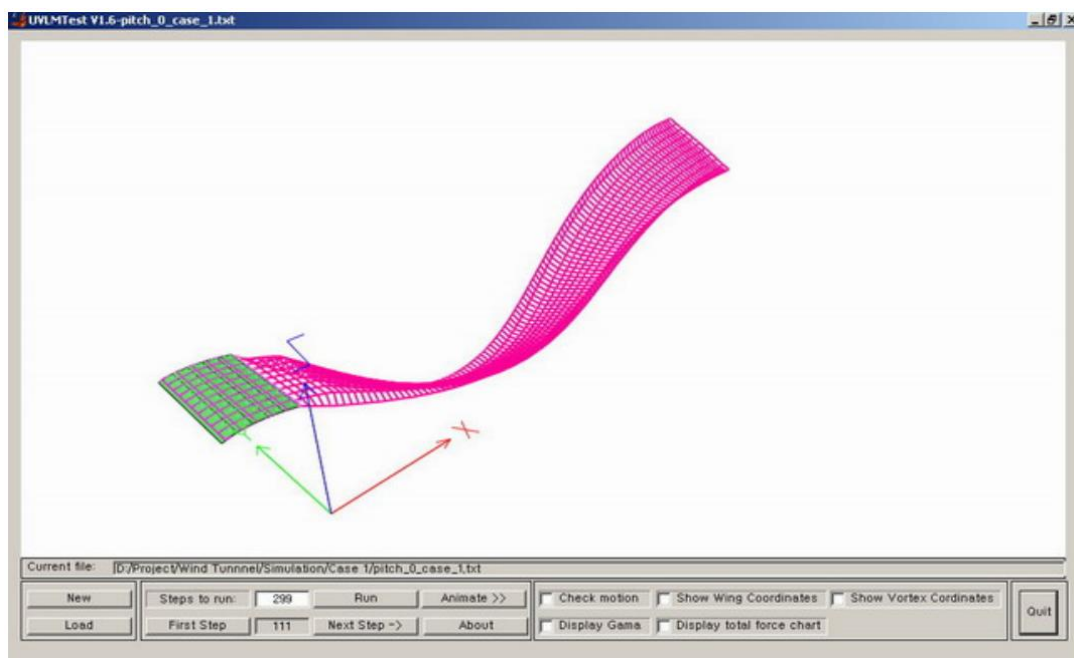 UVLMTest V1.6-pitch_0_case_1.txt
Z
Y
X
Current file: D:/Project/Wind Tunnnel/Simulation/Case 1/pitch_0_case_1.txt
New Steps to run: 299 Run Animate >> Check motion Show Wing Coordinates Show Vortex Cordinates Quit
Load First Step 111 Next Step -> About Display Gama Display total force chart